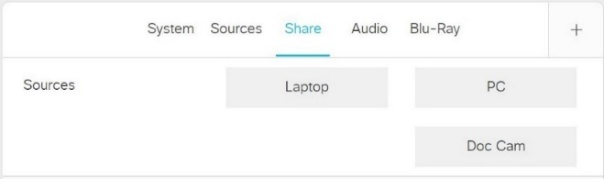 System Sources Share Audio Blu-Ray +
Sources Laptop PC
Doc Cam